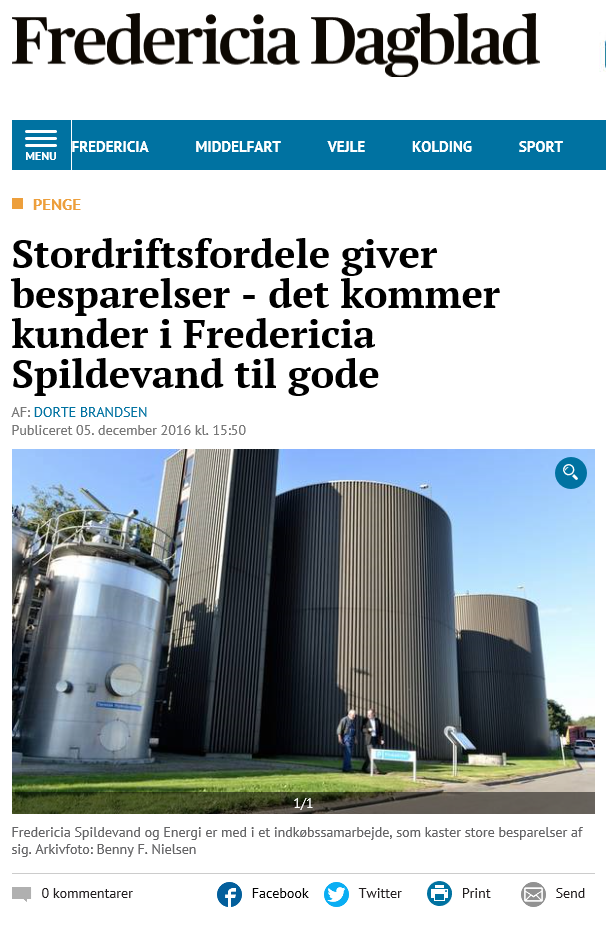 Fredericia Dagblad
MENU
FREDERICIA MIDDELFART VEJLE KOLDING SPORT
PENGE
Stordriftsfordele giver
besparelser - det kommer
kunder i Fredericia
Spildevand til gode
AF: DORTE BRANDSEN
Publiceret 05. december 2016 kl. 15:50
1/1
Fredericia Spildevand og Energi er med i et indkøbssamarbejde, som kaster store besparelser af
sig. Arkivfoto: Benny F. Nielsen
0 kommentarer Facebook Twitter Print Send